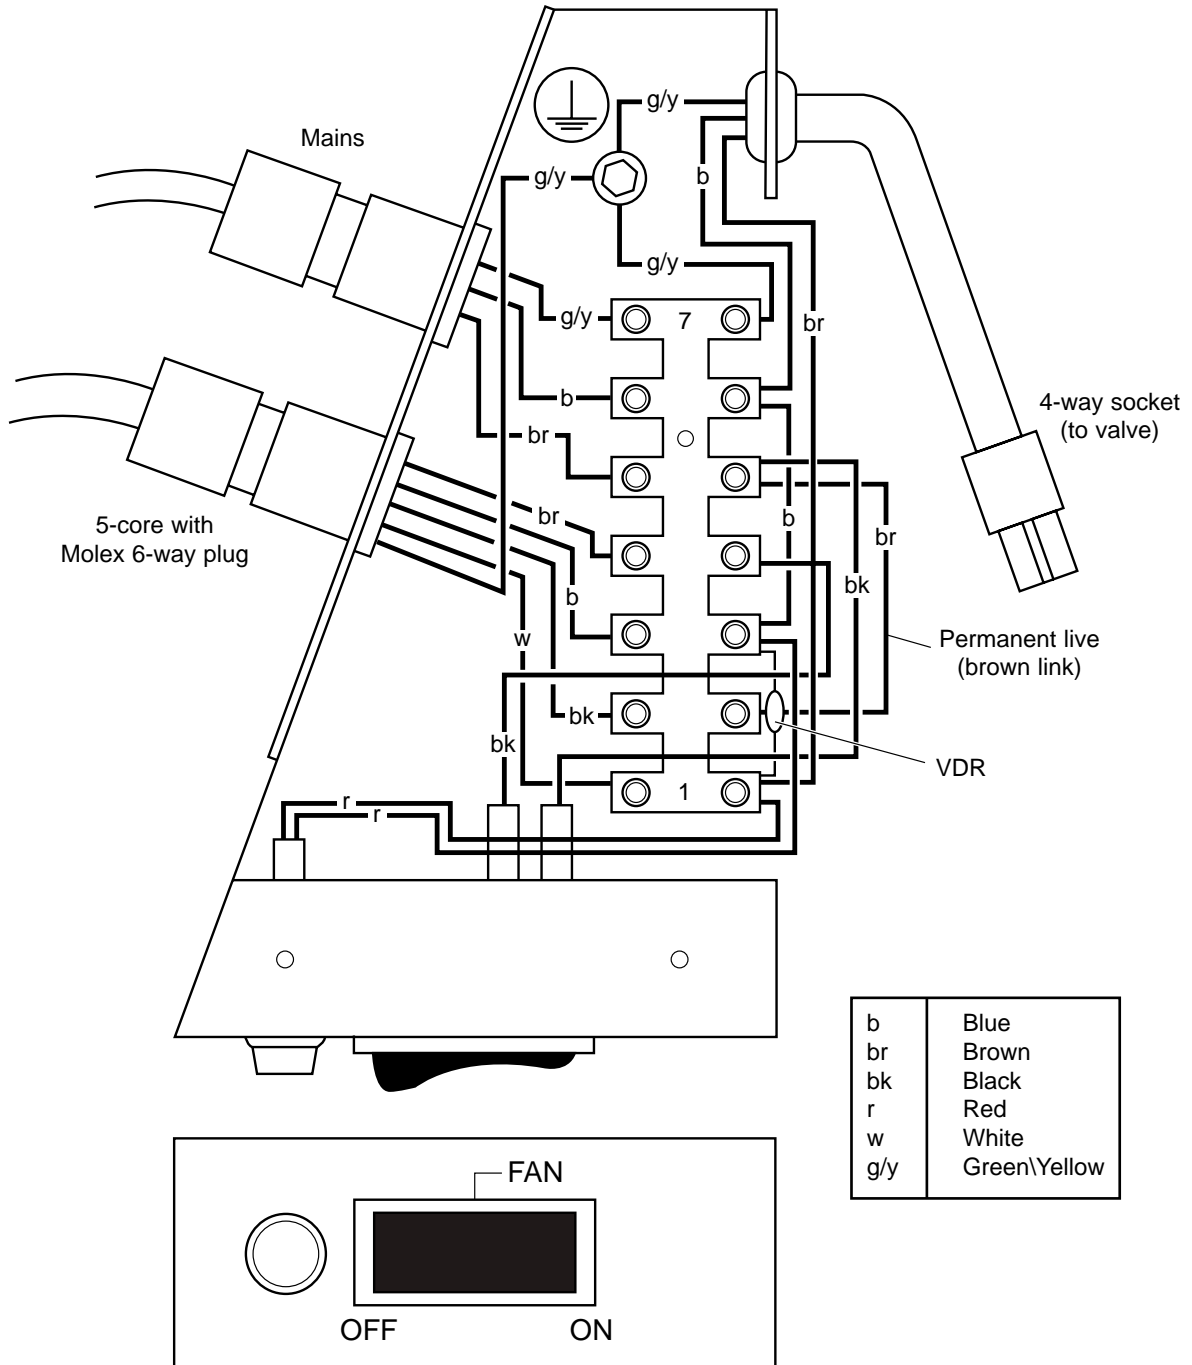 g/y
Mains
g/y
b
g/y
g/y
7
br
b
4-way socket
(to valve)
br
5-core with
Molex 6-way plug
br
b
br
bk
b
w
Permanent live
(brown link)
bk
bk
VDR
1
r
r
b Blue
br Brown
bk Black
r Red
w White
g/y Green\Yellow
FAN
OFF ON